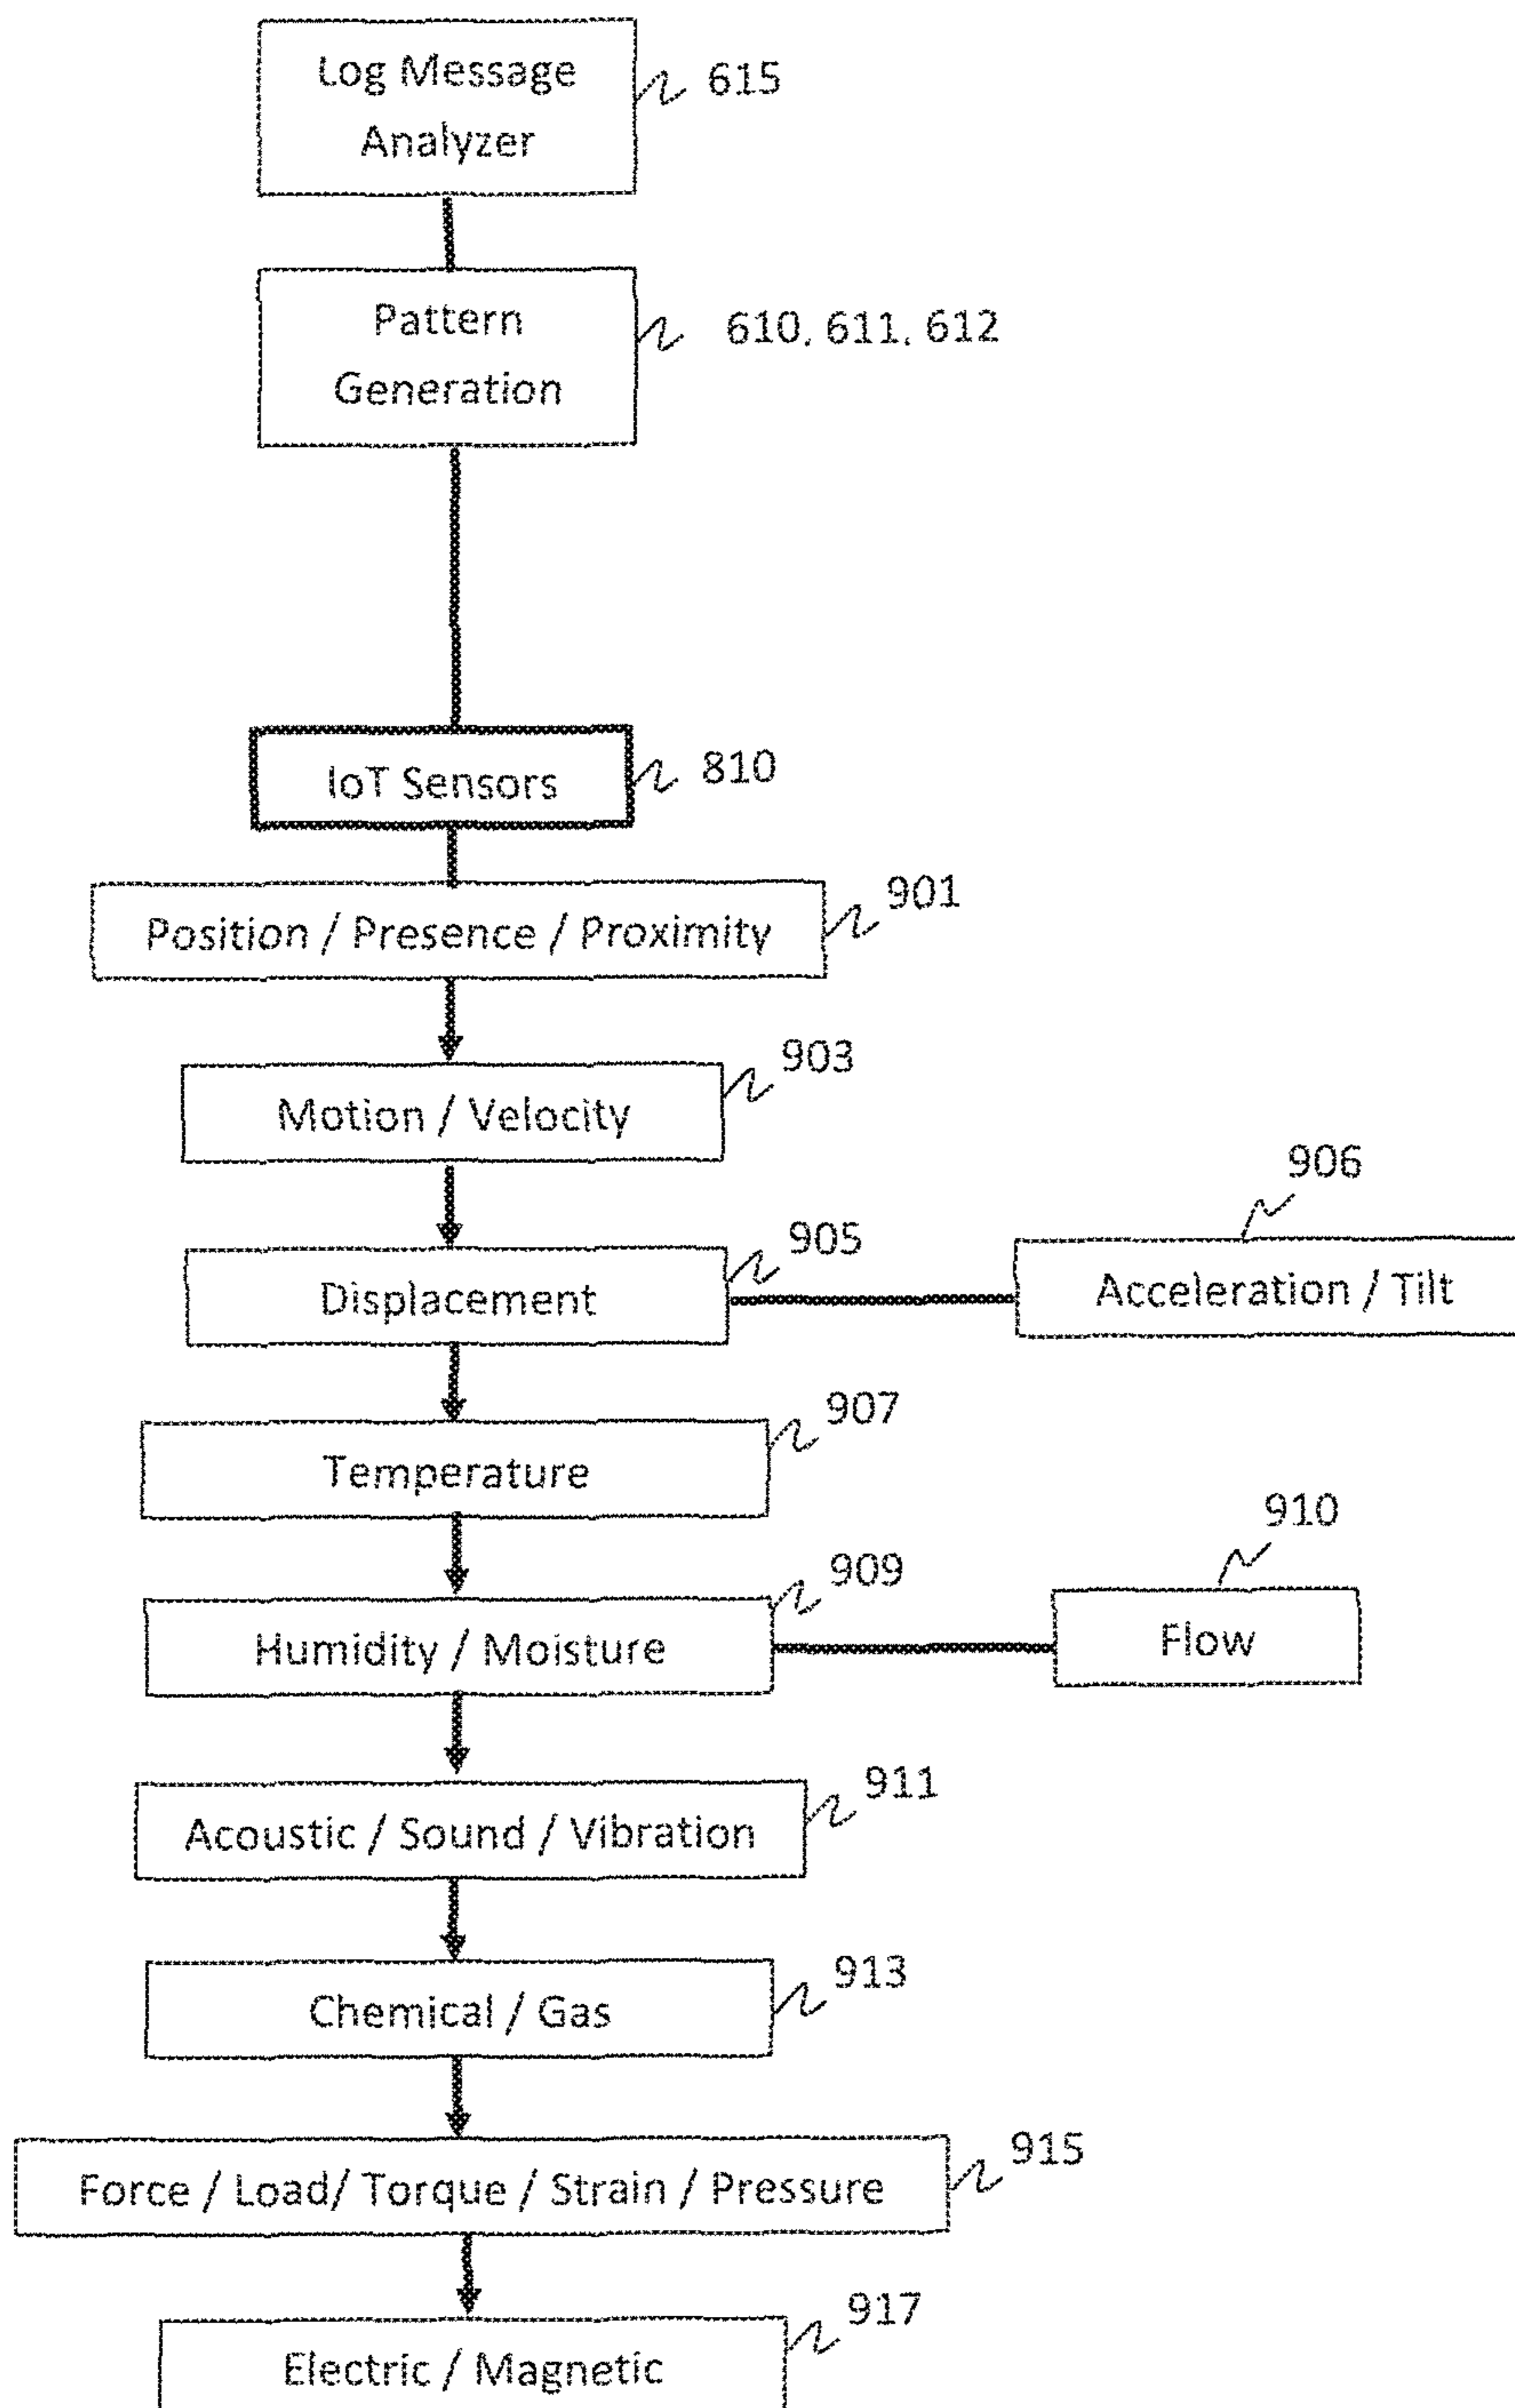 Log Message
Analyzer
615
Pattern
Generation
610, 611, 612
IoT Sensors
810
Position / Presence / Proximity
901
Motion / Velocity
903
Displacement
905
Acceleration / Tilt
906
Temperature
907
Humidity / Moisture
909
Flow
910
Acoustic / Sound / Vibration
911
Chemical / Gas
913
Force / Load/ Torque / Strain / Pressure
915
Electric / Magnetic
917